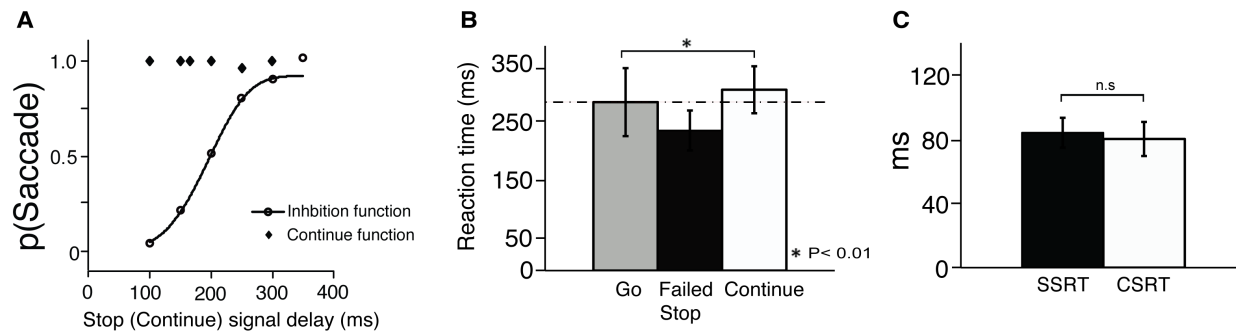 A
p(Saccade)
1.0
0.5
0
0
100
200
300
400
Stop (Continue) signal delay (ms)
Inhbition function
Continue function
B
Reaction time (ms)
350
250
150
50
0
*
* P< 0.01
Go
Failed
Stop
Continue
C
ms
120
80
40
0
n.s
SSRT
CSRT